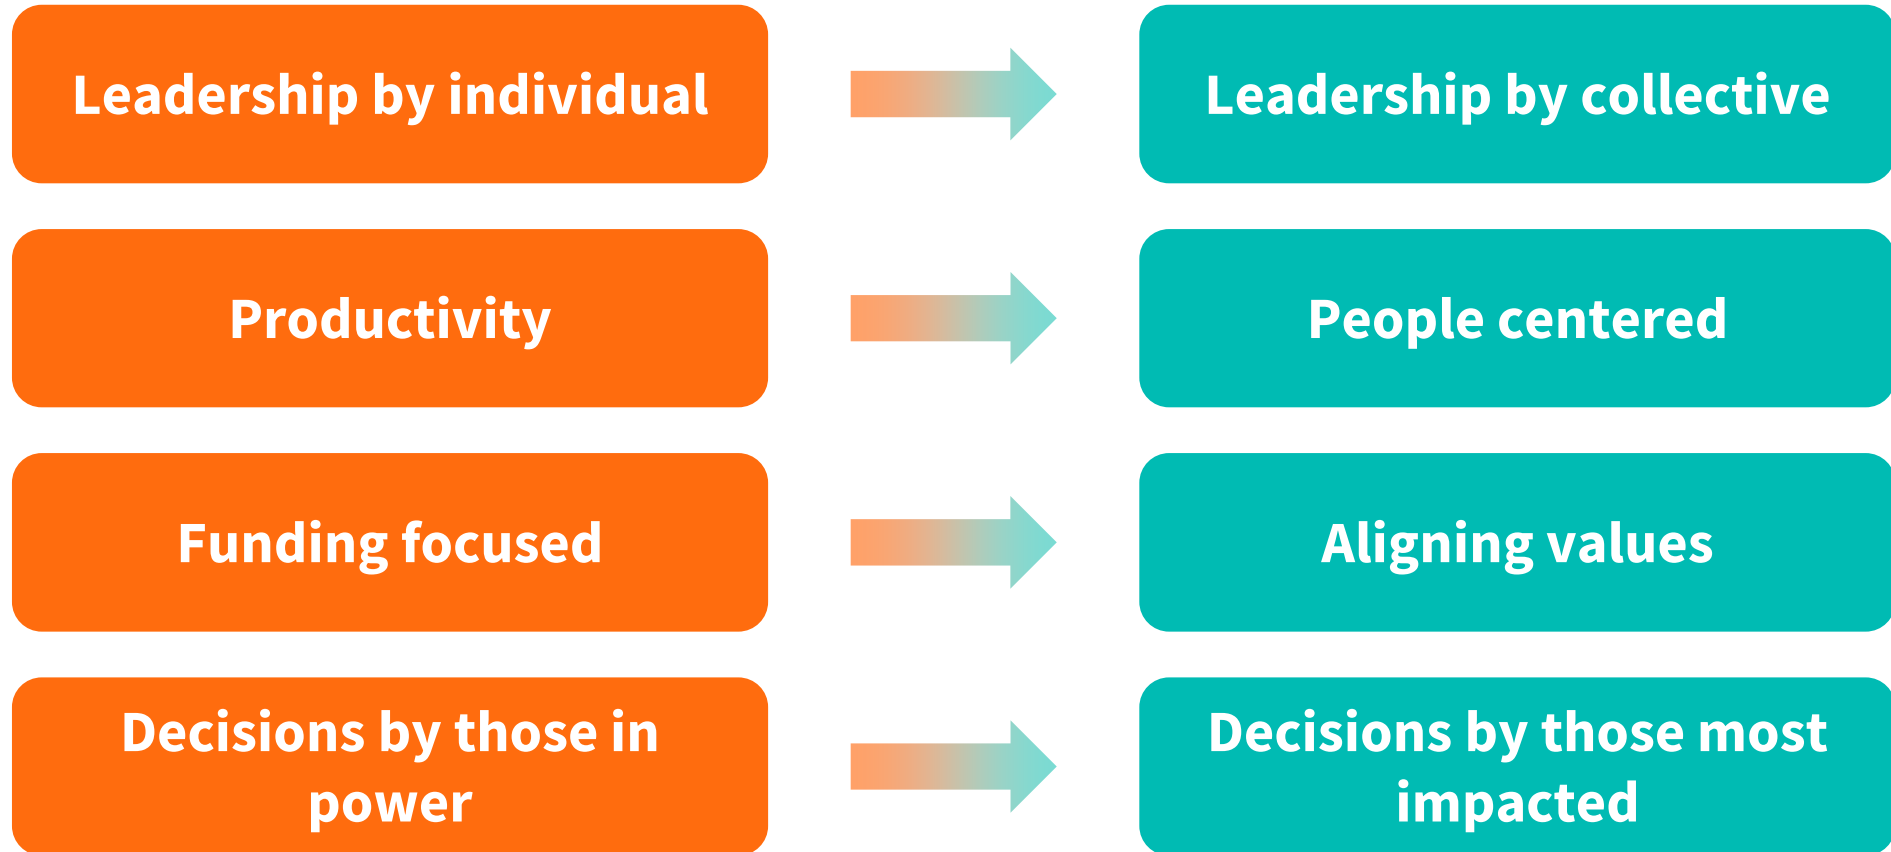 Leadership by individual
Leadership by collective
Productivity
People centered
Funding focused
Aligning values
Decisions by those in
power
Decisions by those most
impacted